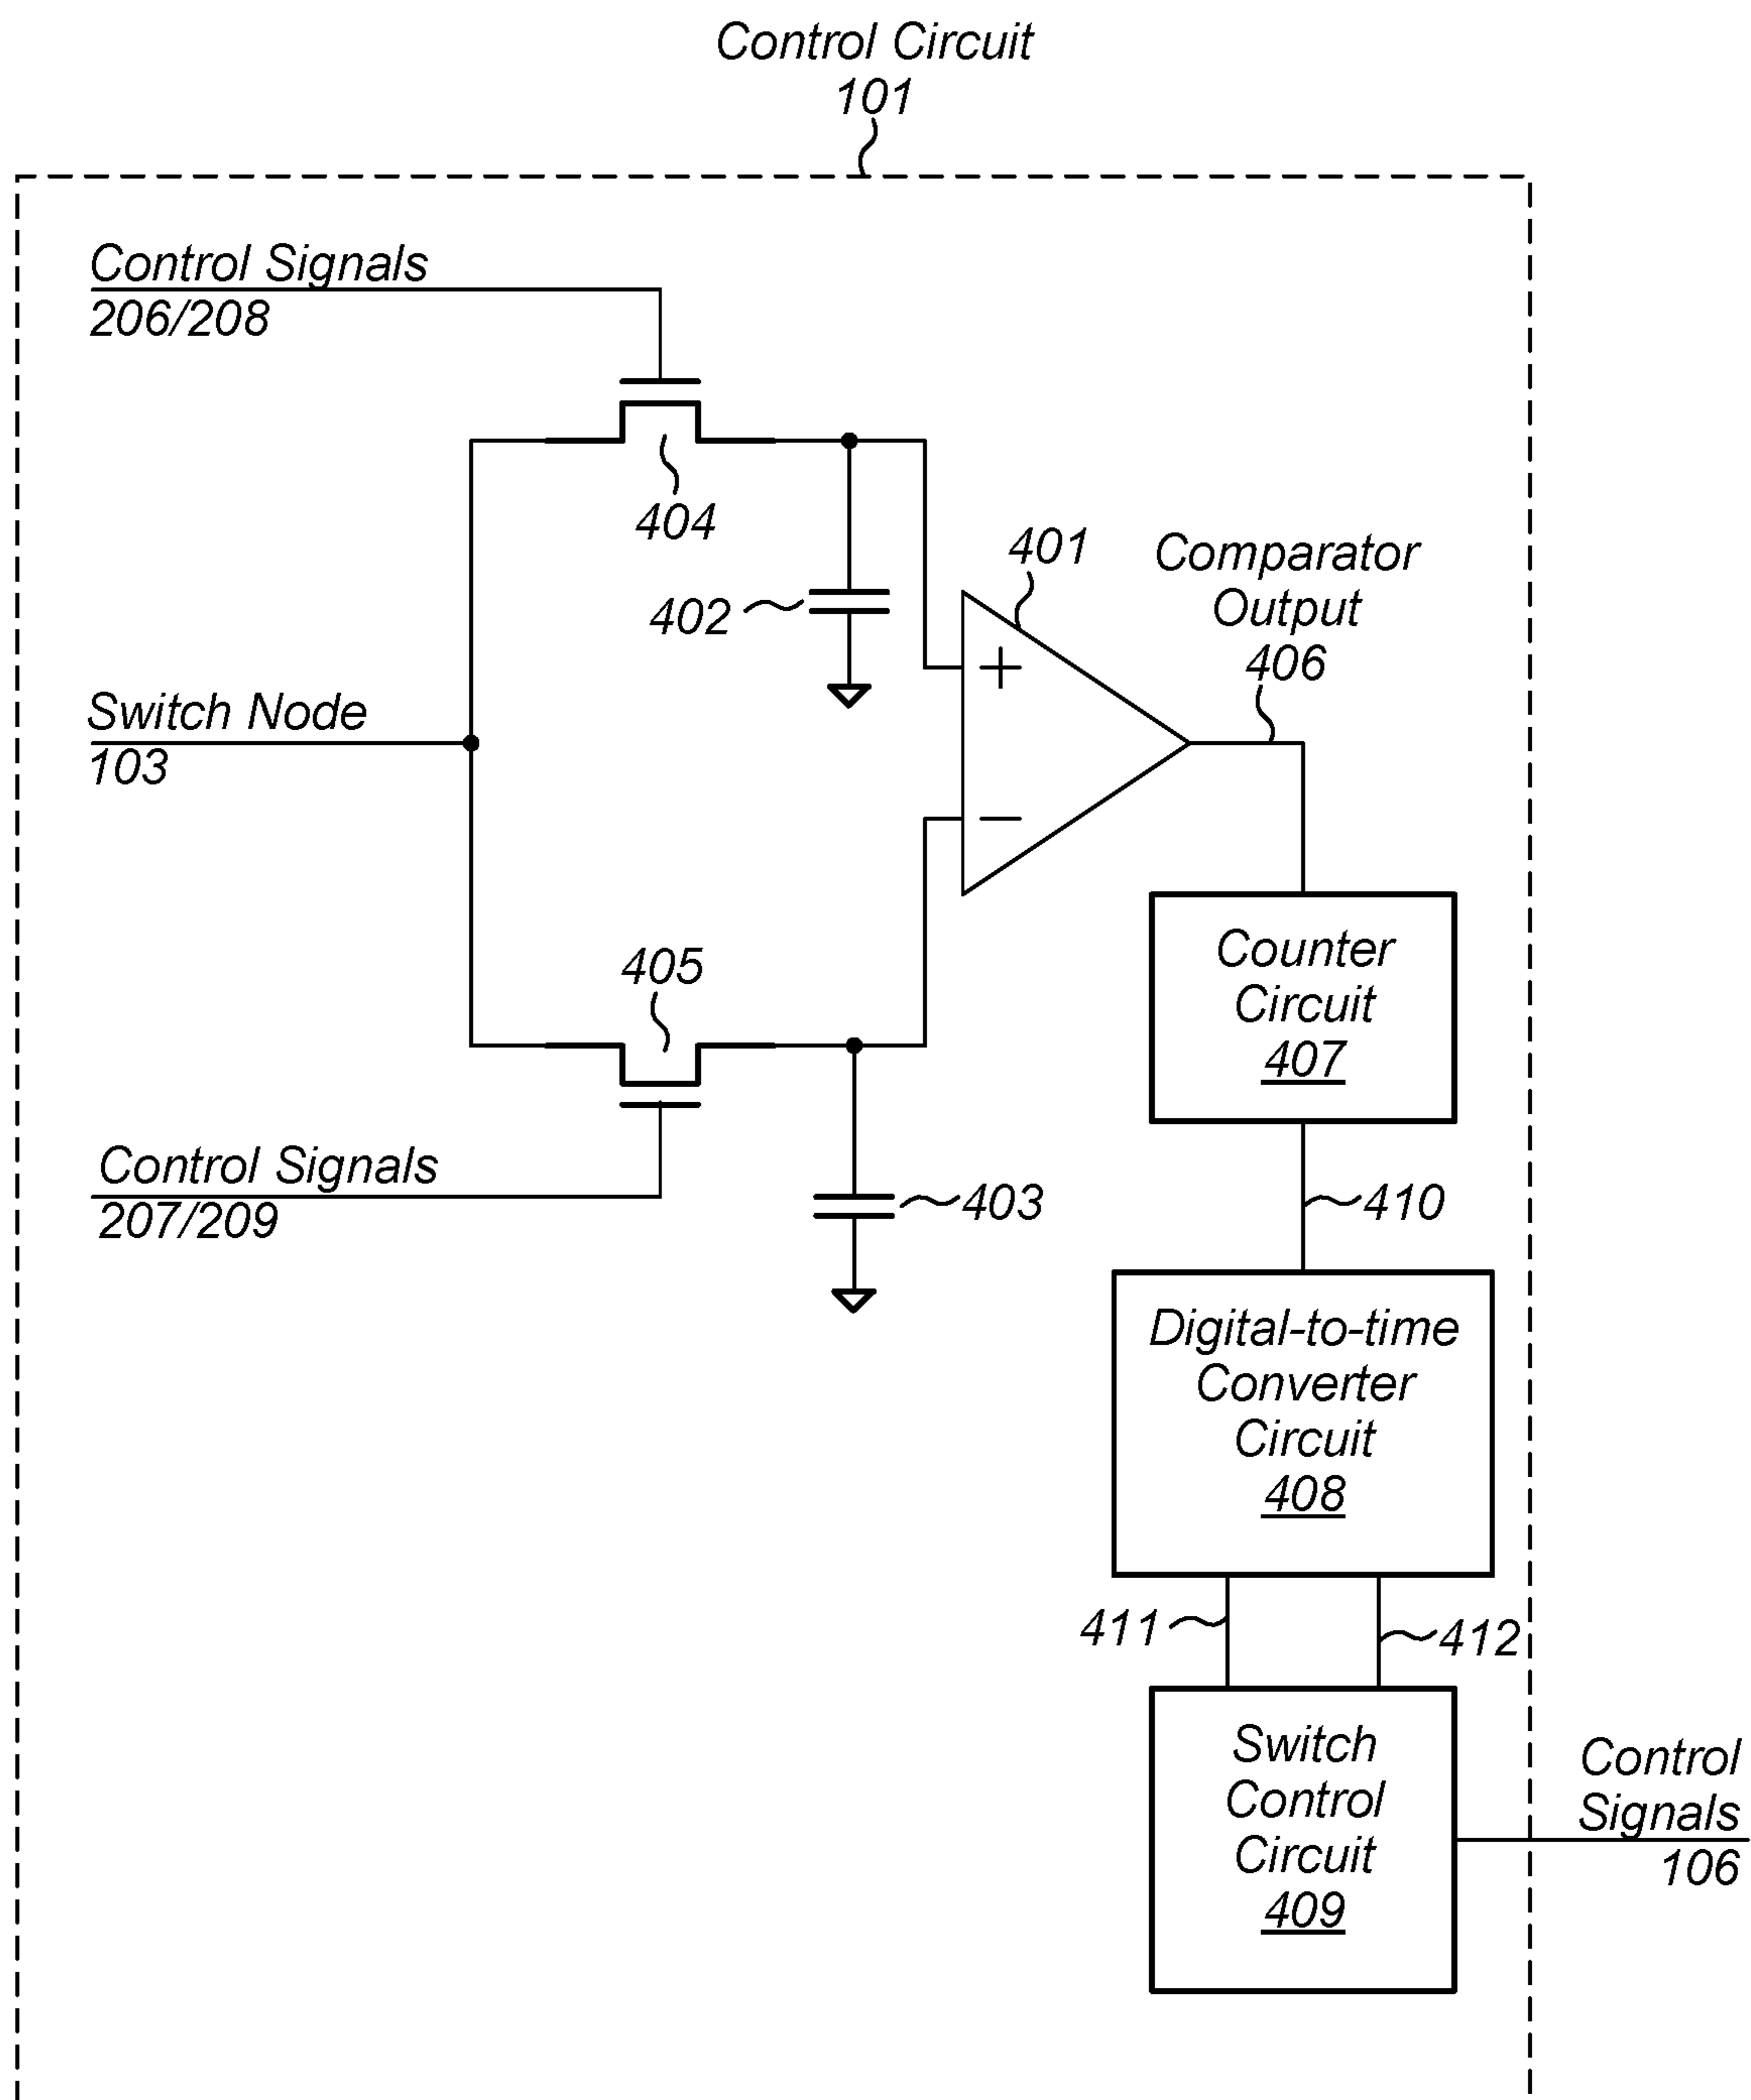 Control Circuit
101
Control Signals
206/208
404
402
401
+
−
Comparator
Output
406
Switch Node
103
405
Control Signals
207/209
403
Counter
Circuit
407
410
Digital-to-time
Converter
Circuit
408
411
412
Switch
Control
Circuit
409
Control
Signals
106